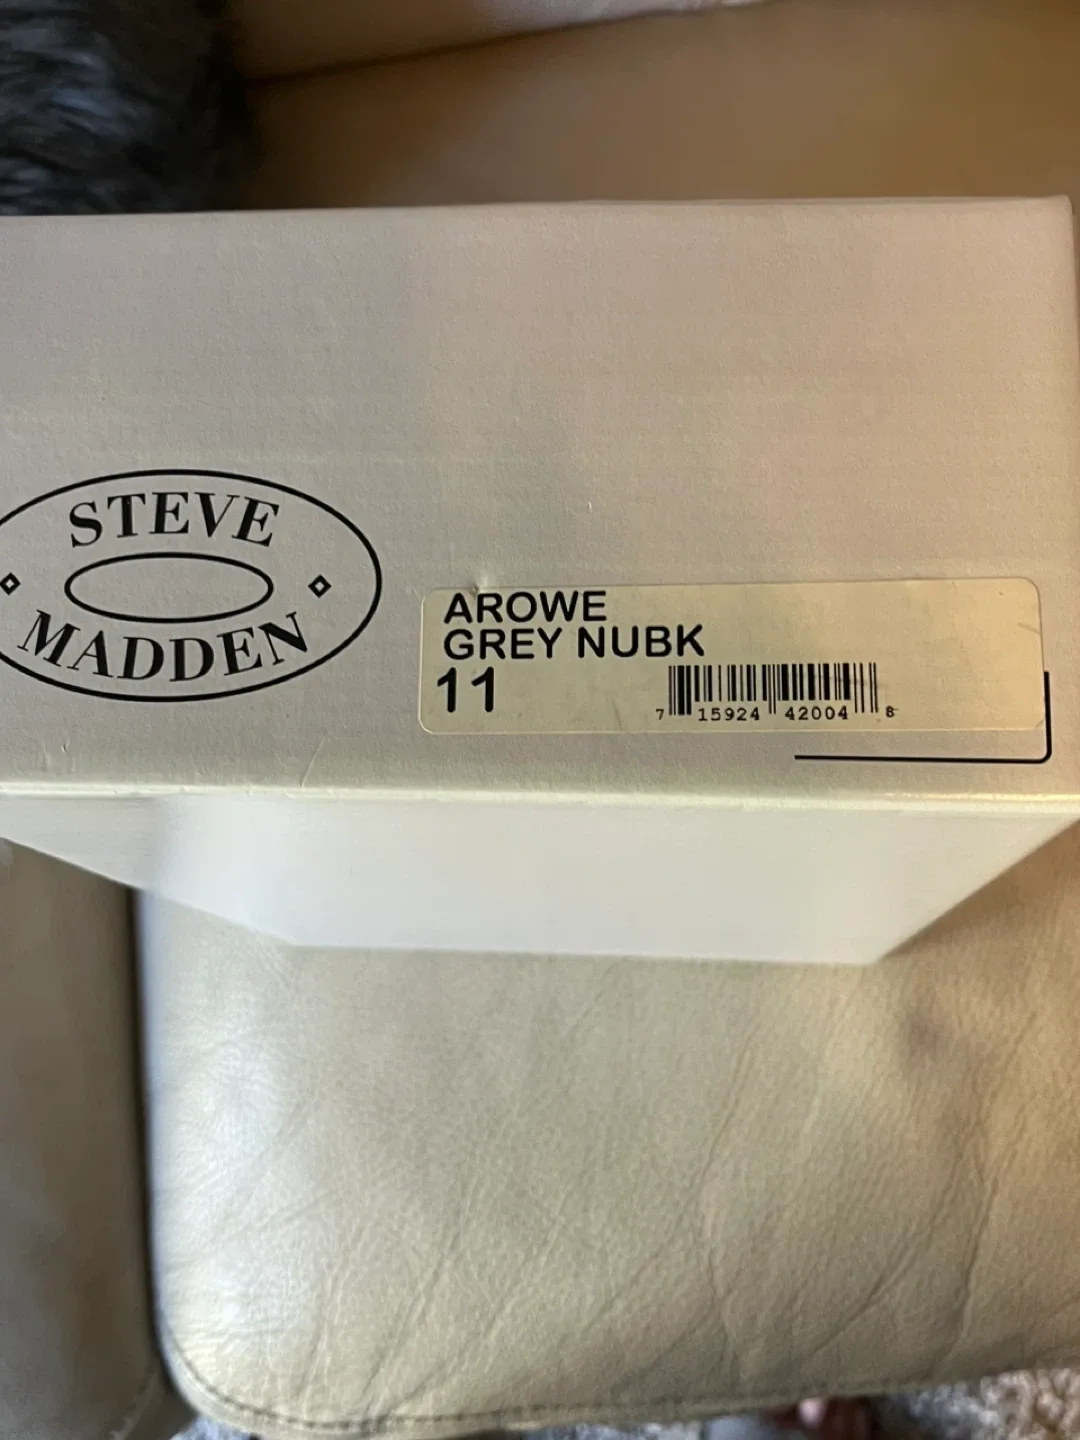 STEVE
MADDEN
AROWE
GREY NUBK
11
7 15924 42004 8